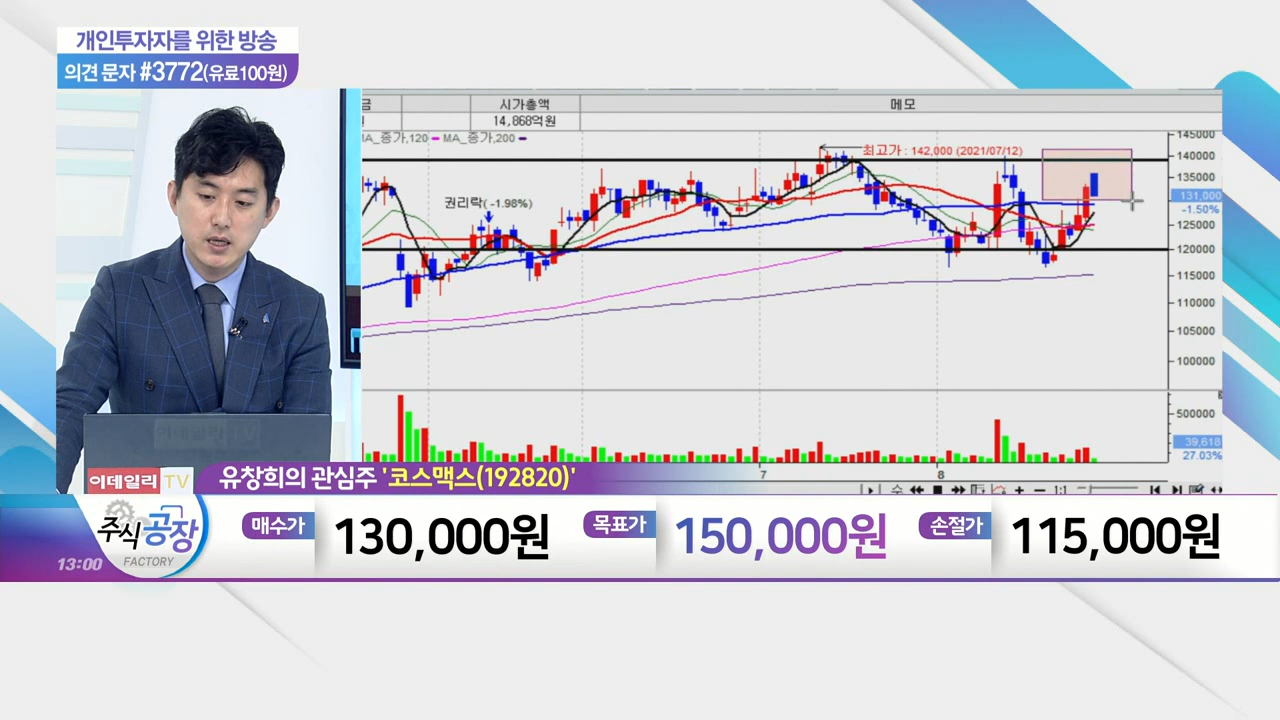 개인투자자를 위한 방송
의견 문자 #3772(유료100원)
시가총액
메모
14,868억원
MA_종가,120 MA_종가,200
최고가 : 142,000 (2021/07/12)
권리락( -1.98%)
145000
140000
135000
131,000
-1.50%
125000
120000
115000
110000
105000
100000
500000
39,618
27.03%
7
8
1:1
이데일리 TV
유창희의 관심주 '코스맥스(192820)'
주식공장
FACTORY
13:00
매수가
130,000원
목표가
150,000원
손절가
115,000원